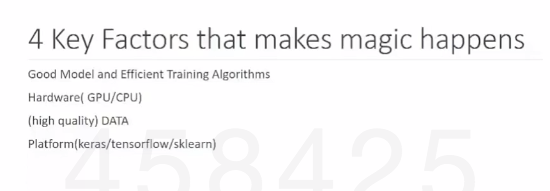 4 Key Factors that makes magic happens
Good Model and Efficient Training Algorithms
Hardware( GPU/CPU)
(high quality) DATA
Platform(keras/tensorflow/sklearn)
458425